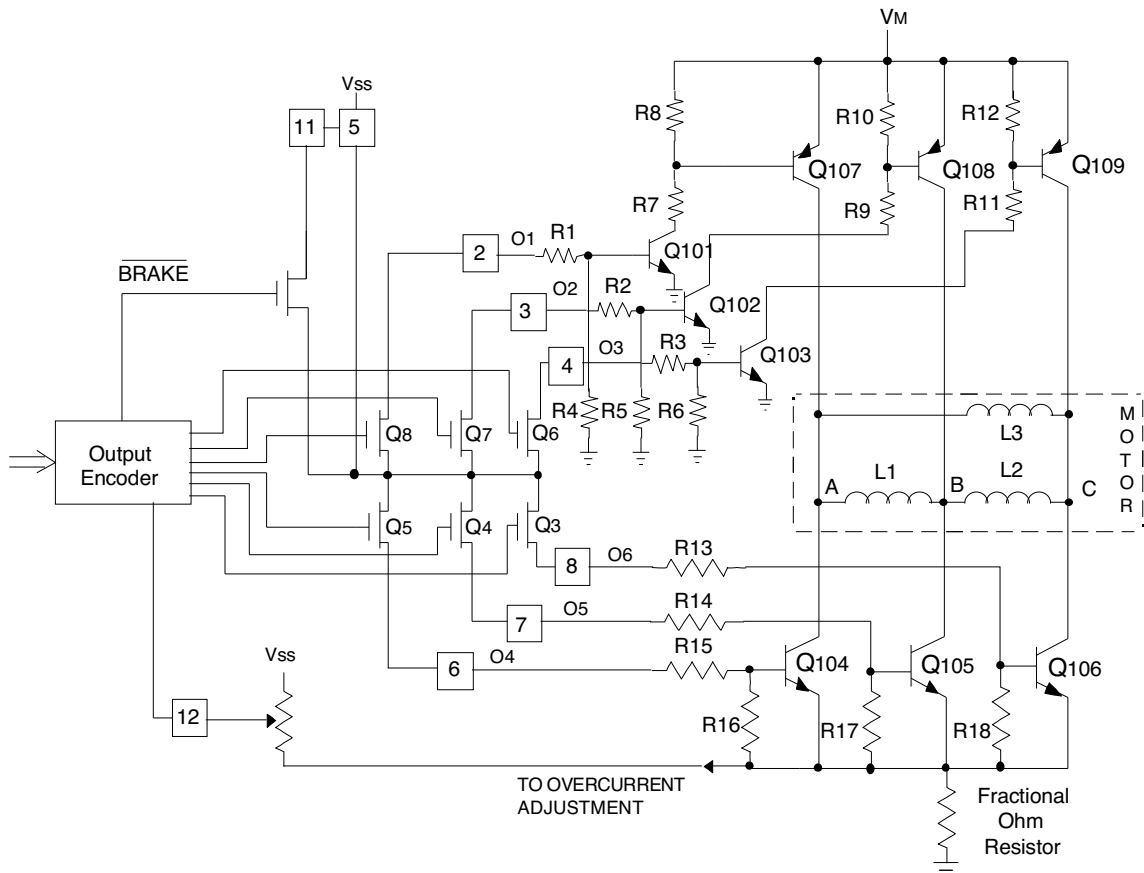 VM
Vss
R8
R10
R12
11
5
Q107
Q108
Q109
R7
R9
R11
2
O1
R1
Q101
BRAKE
3
O2
R2
Q102
4
O3
R3
Q103
R4
R5
R6
Q8
Q7
Q6
Output
Encoder
L3
MOTOR
A
L1
B
L2
C
Q5
Q4
Q3
8
O6
R13
7
O5
R14
6
O4
R15
Q104
Q105
Q106
Vss
12
R16
R17
R18
TO OVERCURRENT
ADJUSTMENT
Fractional
Ohm
Resistor